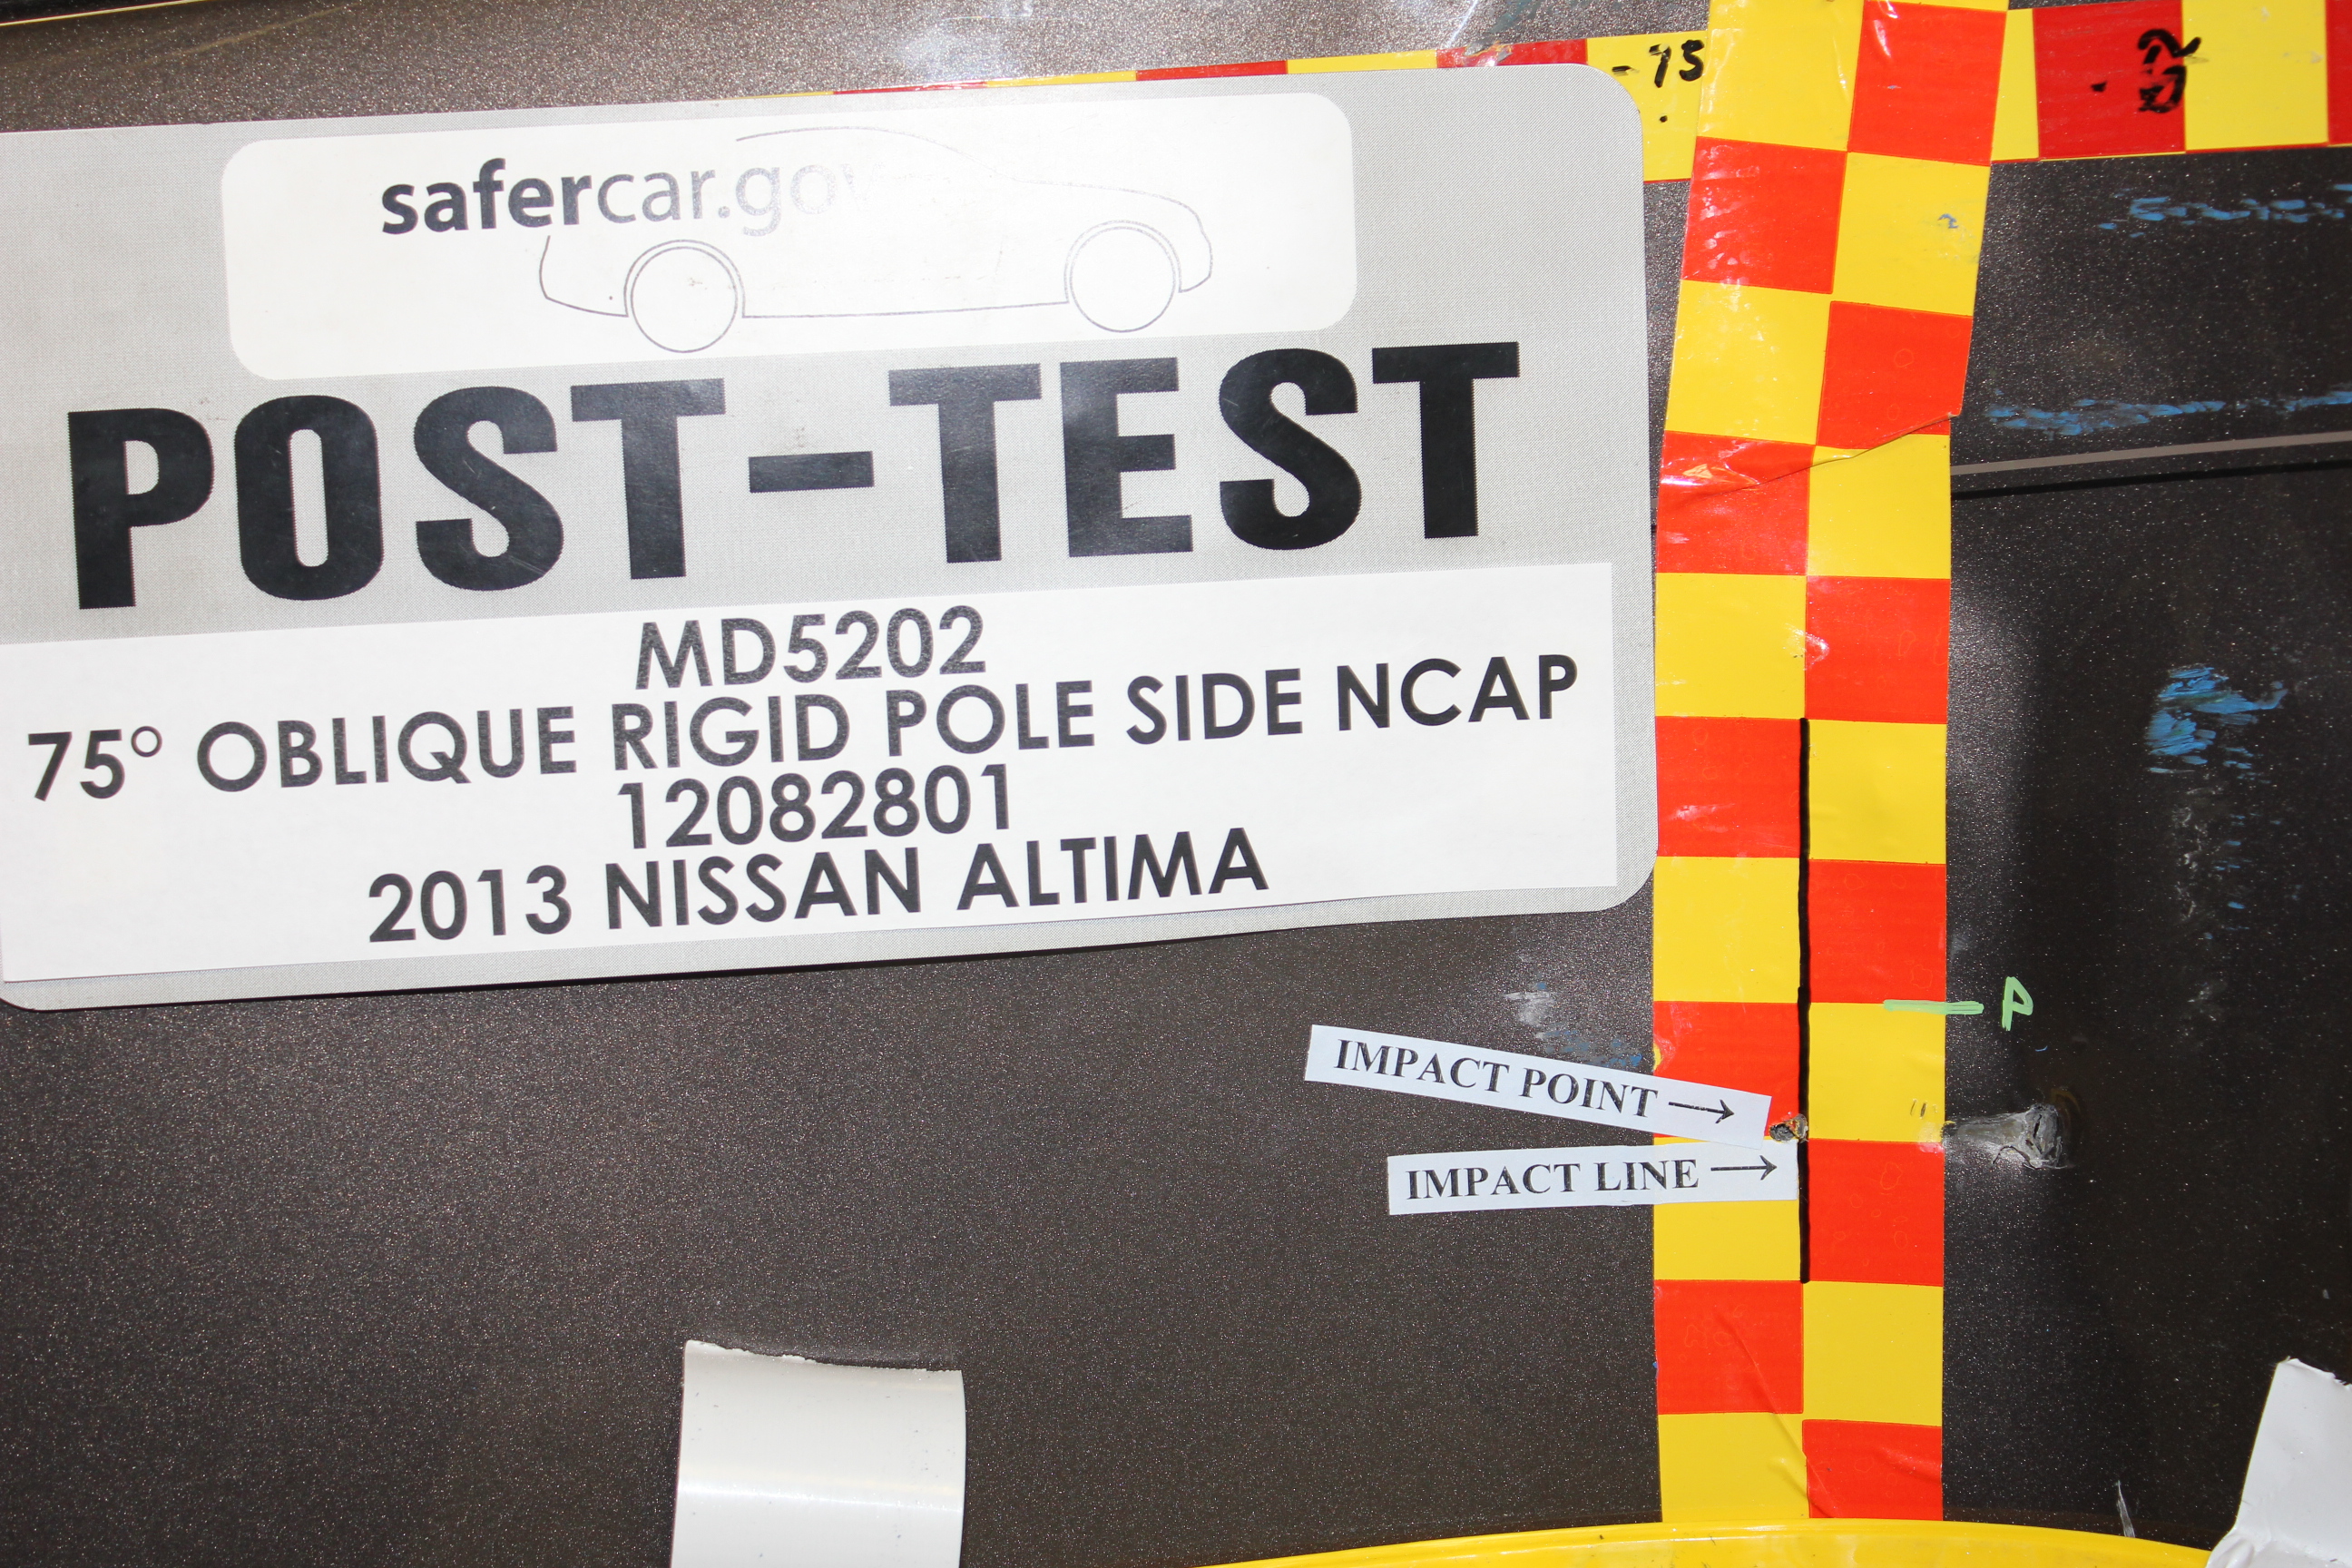 - 75
safercar.gov
POST-TEST
MD5202
75° OBLIQUE RIGID POLE SIDE NCAP
12082801
2013 NISSAN ALTIMA
P
IMPACT POINT →
IMPACT LINE →